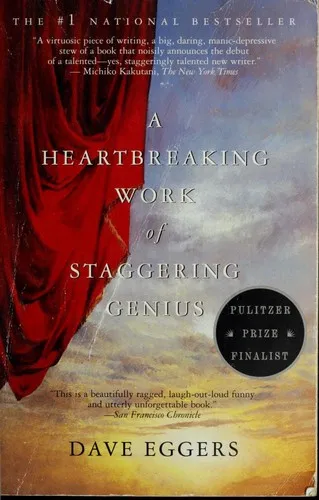 THE #1 NATIONAL BESTSELLER
"A virtuosic piece of writing, a big, daring, manic-depressive
stew of a book that noisily announces the debut
of a talented—yes, staggeringly talented new writer."
— Michiko Kakutani, The New York Times
A
HEARTBREAKING
WORK
of
STAGGERING
GENIUS
PULITZER
PRIZE
FINALIST
"This is a beautifully ragged, laugh-out-loud funny
and utterly unforgettable book."
—San Francisco Chronicle
DAVE EGGERS